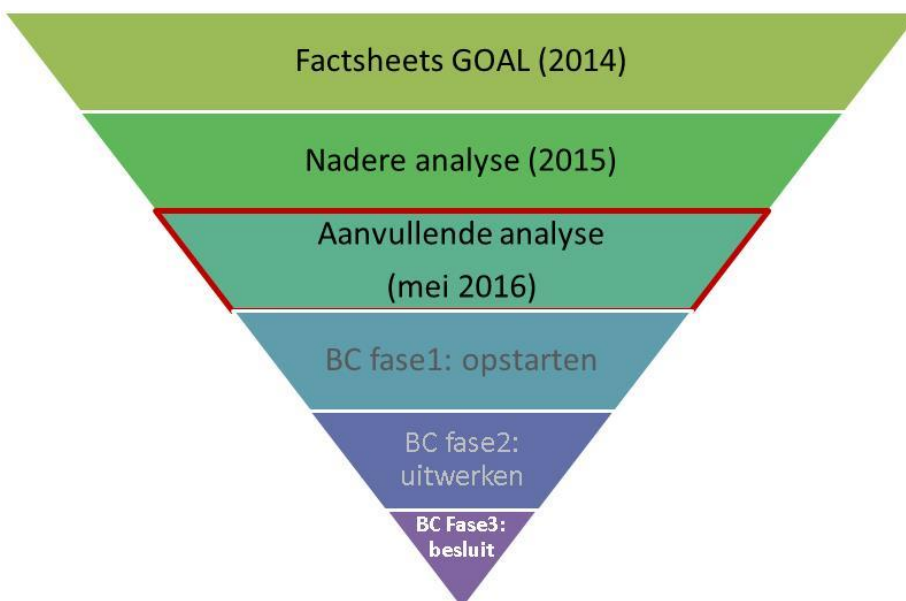 Factsheets GOAL (2014)
Nadere analyse (2015)
Aanvullende analyse
(mei 2016)
BC fase1: opstarten
BC fase2:
uitwerken
BC Fase3:
besluit